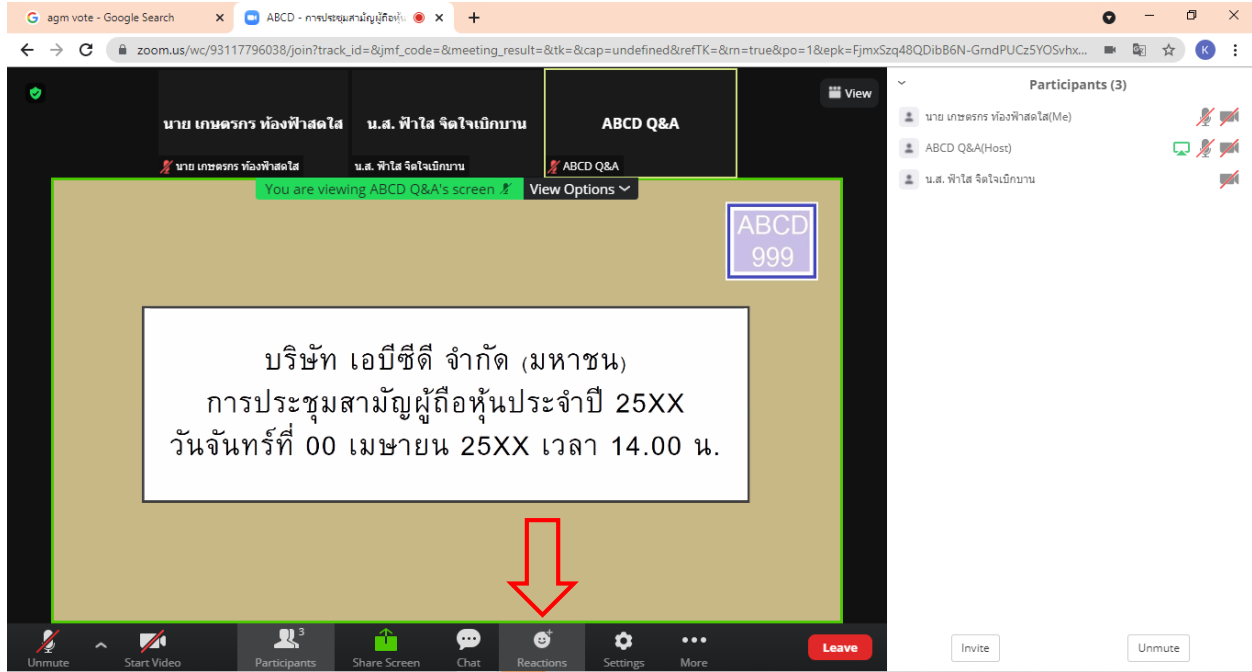 agm vote - Google Search
ABCD - การประชุมสามัญผู้ถือหุ้น
zoom.us/wc/93117796038/join?track_id=&jmf_code=&meeting_result=&tk=&cap=undefined&refTK=&rn=true&po=1&epk=FjmxSzq48QDibB6N-GrndPUCz5YOSvhx...
K
View
นาย เกษตรกร ท้องฟ้าสดใส
น.ส. ฟ้าใส จิตใจเบิกบาน
ABCD Q&A
นาย เกษตรกร ท้องฟ้าสดใส
น.ส. ฟ้าใส จิตใจเบิกบาน
ABCD Q&A
You are viewing ABCD Q&A's screen
View Options
ABCD
999
บริษัท เอบีซีดี จำกัด (มหาชน)
การประชุมสามัญผู้ถือหุ้นประจำปี 25XX
วันจันทร์ที่ 00 เมษายน 25XX เวลา 14.00 น.
Participants (3)
นาย เกษตรกร ท้องฟ้าสดใส(Me)
ABCD Q&A(Host)
น.ส. ฟ้าใส จิตใจเบิกบาน
Unmute
Start Video
3
Participants
Share Screen
Chat
Reactions
Settings
More
Leave
Invite
Unmute